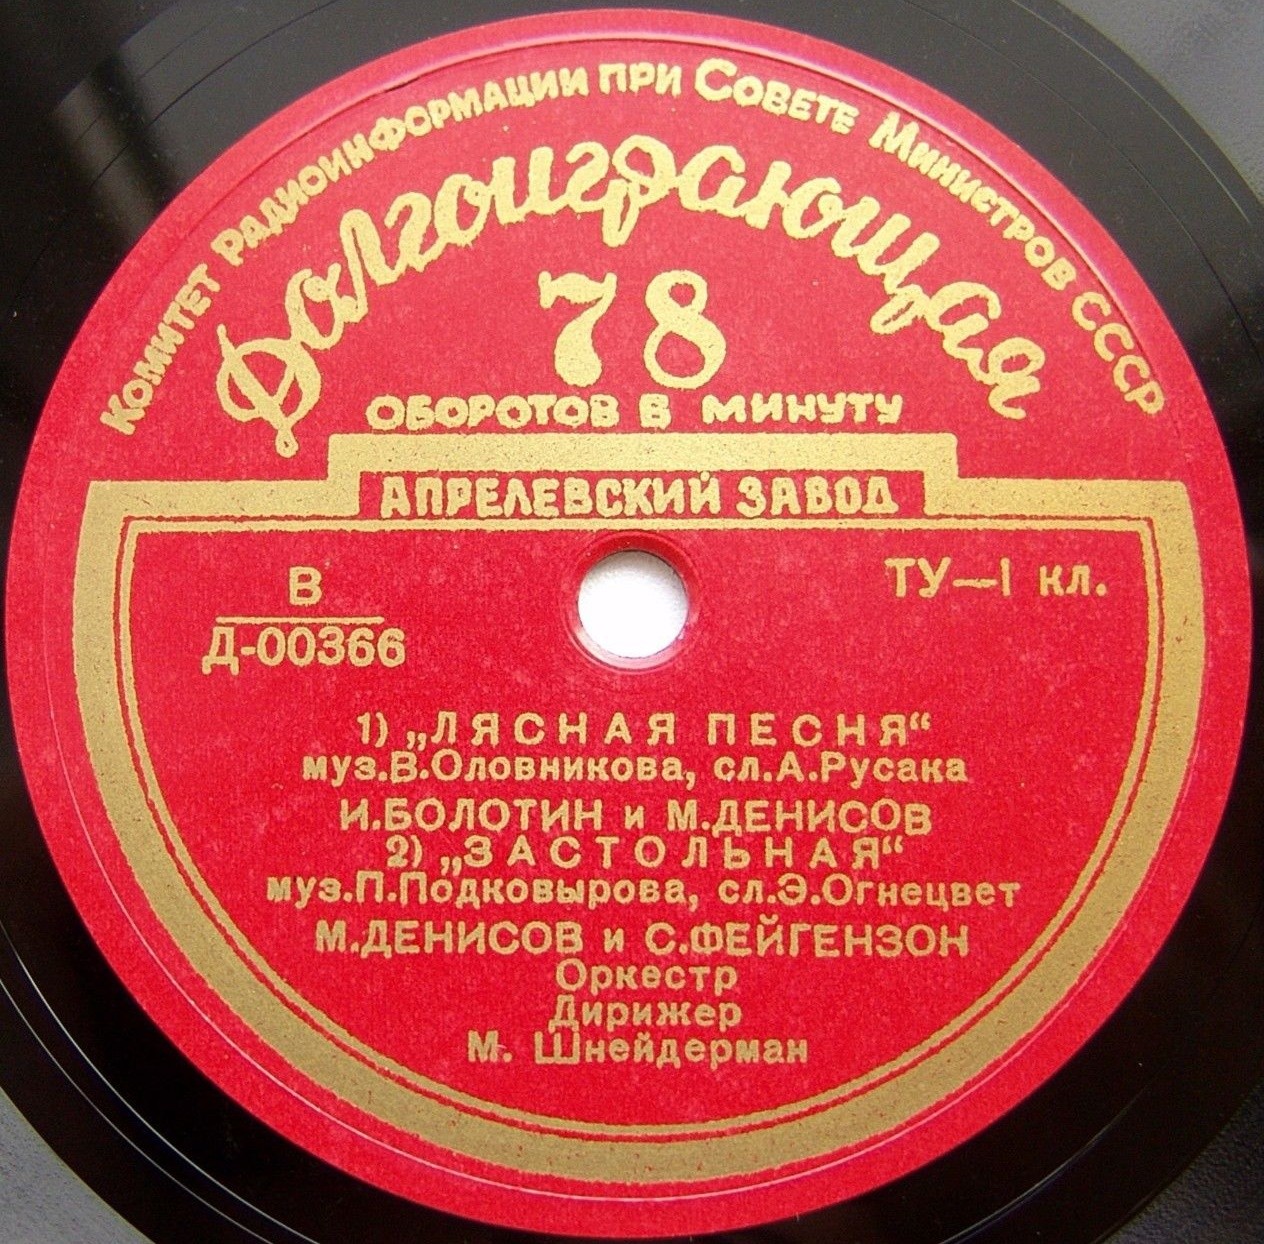 Комитет Радиоинформации при Совете Министров СССР
Долгоиграющая
78
оборотов в минуту
АПРЕЛЕВСКИЙ ЗАВОД
В
Д-00366
ТУ—I кл.
1) „ЛЯСНАЯ ПЕСНЯ“
муз.В.Оловникова, сл.А.Русака
И.БОЛОТИН и М.ДЕНИСОВ
2) „ЗАСТОЛЬНАЯ“
муз.П.Подковырова, сл.Э.Огнецвет
М.ДЕНИСОВ и С.ФЕЙГЕНЗОН
Оркестр
Дирижер
М. Шнейдерман